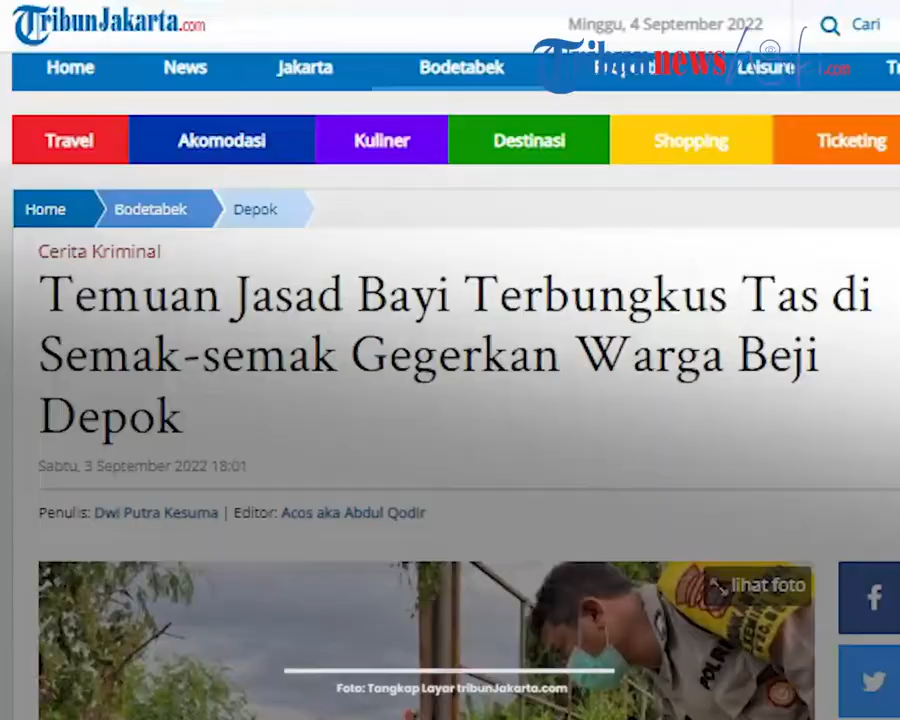 TribunJakarta.com
Minggu, 4 September 2022
Cari
Tribunnews
.com
Home News Jakarta Bodetabek Leisure
Travel Akomodasi Kuliner Destinasi Shopping Ticketing
Home Bodetabek Depok
Cerita Kriminal
Temuan Jasad Bayi Terbungkus Tas di
Semak-semak Gegerkan Warga Beji
Depok
Sabtu, 3 September 2022 18:01
Penulis: Dwi Putra Kesuma | Editor: Acos aka Abdul Qodir
lihat foto
Foto: Tangkap Layar tribunJakarta.com